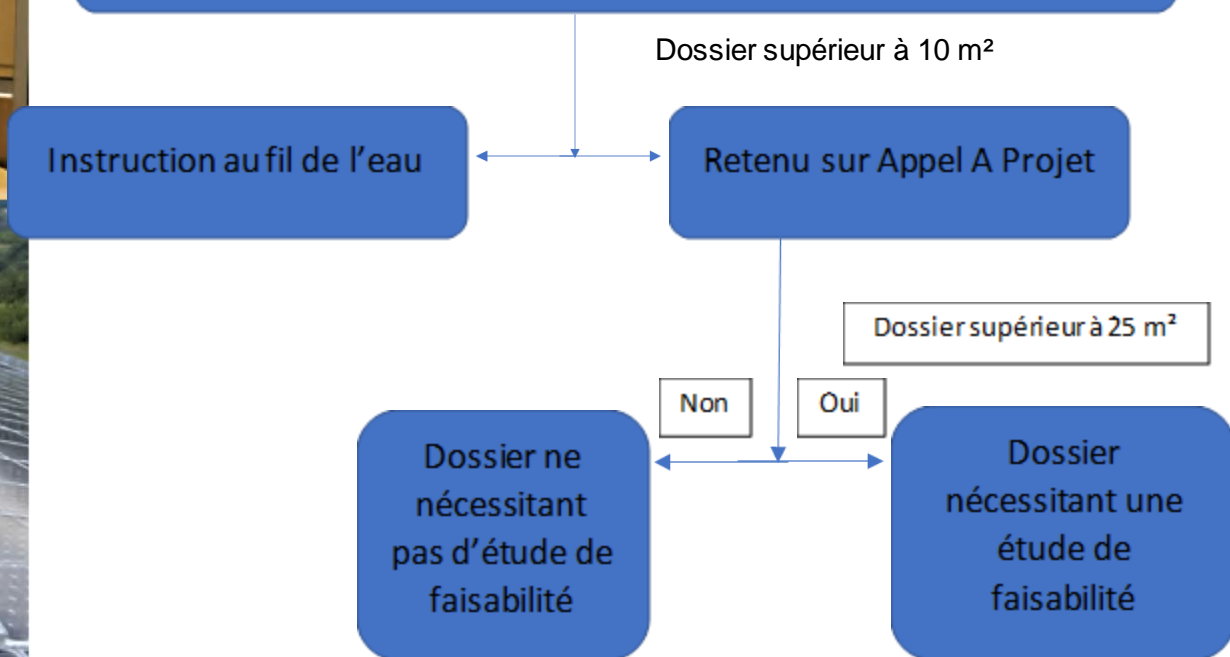 Dossier supérieur à 10 m²
Instruction au fil de l'eau
Retenu sur Appel A Projet
Dossier supérieur à 25 m²
Non
Oui
Dossier ne
nécessitant
pas d'étude de
faisabilité
Dossier
nécessitant une
étude de
faisabilité